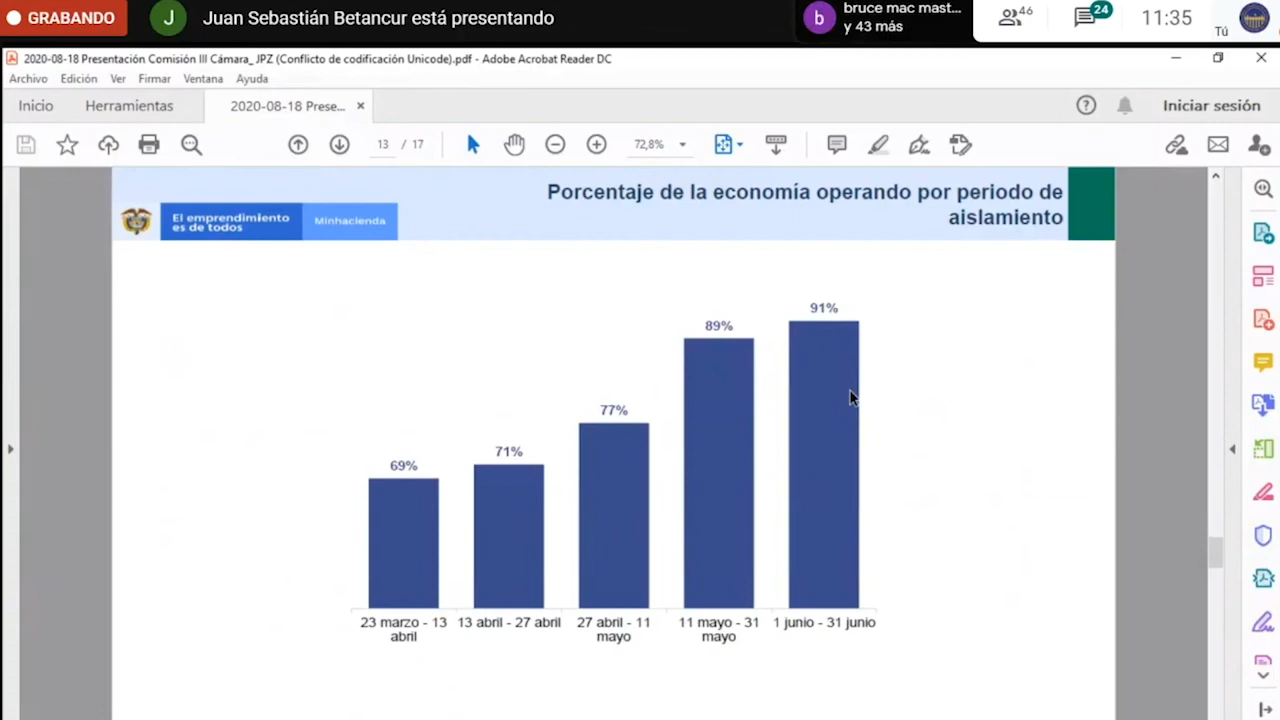 GRABANDO
J
Juan Sebastián Betancur está presentando
b
bruce mac mast...
y 43 más
46
24
11:35
Tú
2020-08-18 Presentación Comisión III Cámara_ JPZ (Conflicto de codificación Unicode).pdf - Adobe Acrobat Reader DC
Archivo Edición Ver Firmar Ventana Ayuda
Inicio Herramientas 2020-08-18 Prese... Iniciar sesión
13 / 17 72,8%
Porcentaje de la economía operando por periodo de
aislamiento
El emprendimiento
es de todos
Minhacienda
69%
71%
77%
89%
91%
23 marzo - 13
abril
13 abril - 27 abril
27 abril - 11
mayo
11 mayo - 31
mayo
1 junio - 31 junio